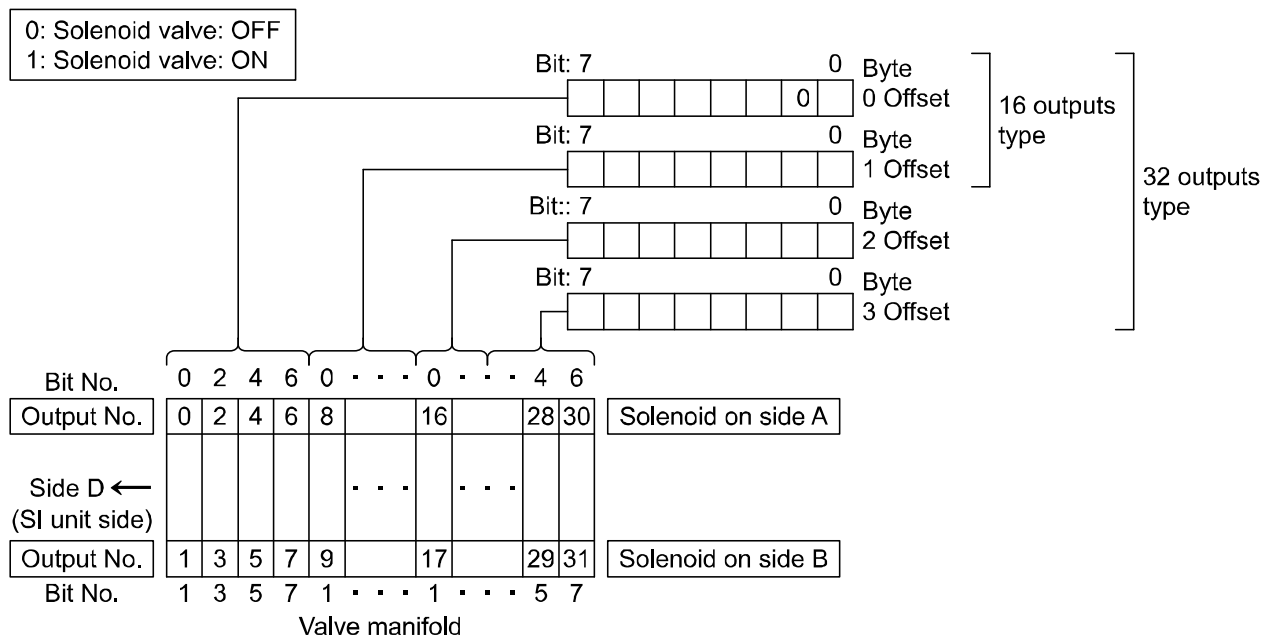 0: Solenoid valve: OFF
1: Solenoid valve: ON
Bit: 7 0 Byte
0 0 Offset
Bit: 7 0 Byte
1 Offset
16 outputs
type
Bit:: 7 0 Byte
2 Offset
Bit: 7 0 Byte
3 Offset
32 outputs
type
Bit No. 0 2 4 6 0 · · · 0 · · · 4 6
Output No. 0 2 4 6 8 16 28 30 Solenoid on side A
Side D ← · · · · · ·
(SI unit side)
Output No. 1 3 5 7 9 17 29 31 Solenoid on side B
Bit No. 1 3 5 7 1 · · · 1 · · · 5 7
Valve manifold